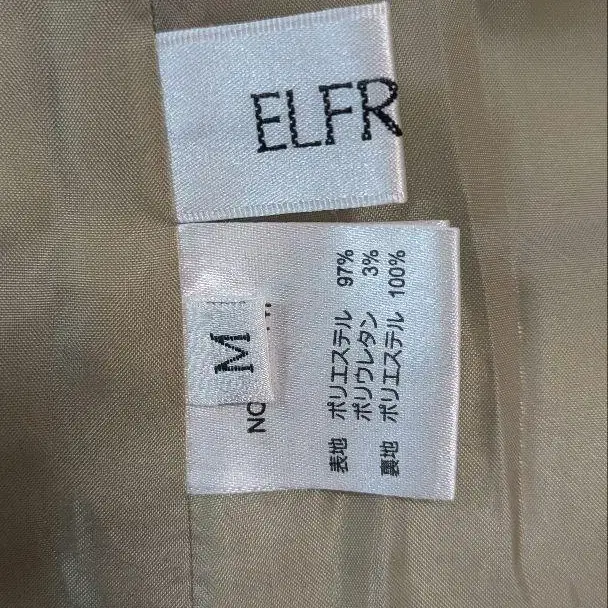 ELFR
M
NO
表地 ポリエステル 97%
ポリウレタン 3%
裏地 ポリエステル 100%